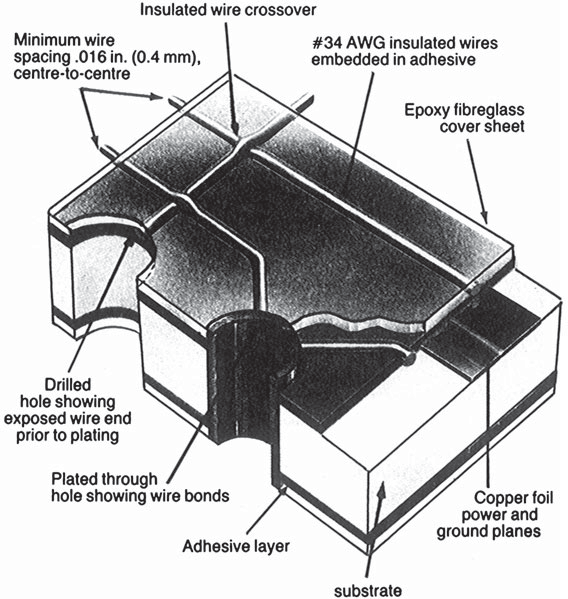 Insulated wire crossover
Minimum wire
spacing .016 in. (0.4 mm),
centre-to-centre
#34 AWG insulated wires
embedded in adhesive
Epoxy fibreglass
cover sheet
Drilled
hole showing
exposed wire end
prior to plating
Plated through
hole showing wire bonds
Adhesive layer
Copper foil
power and
ground planes
substrate